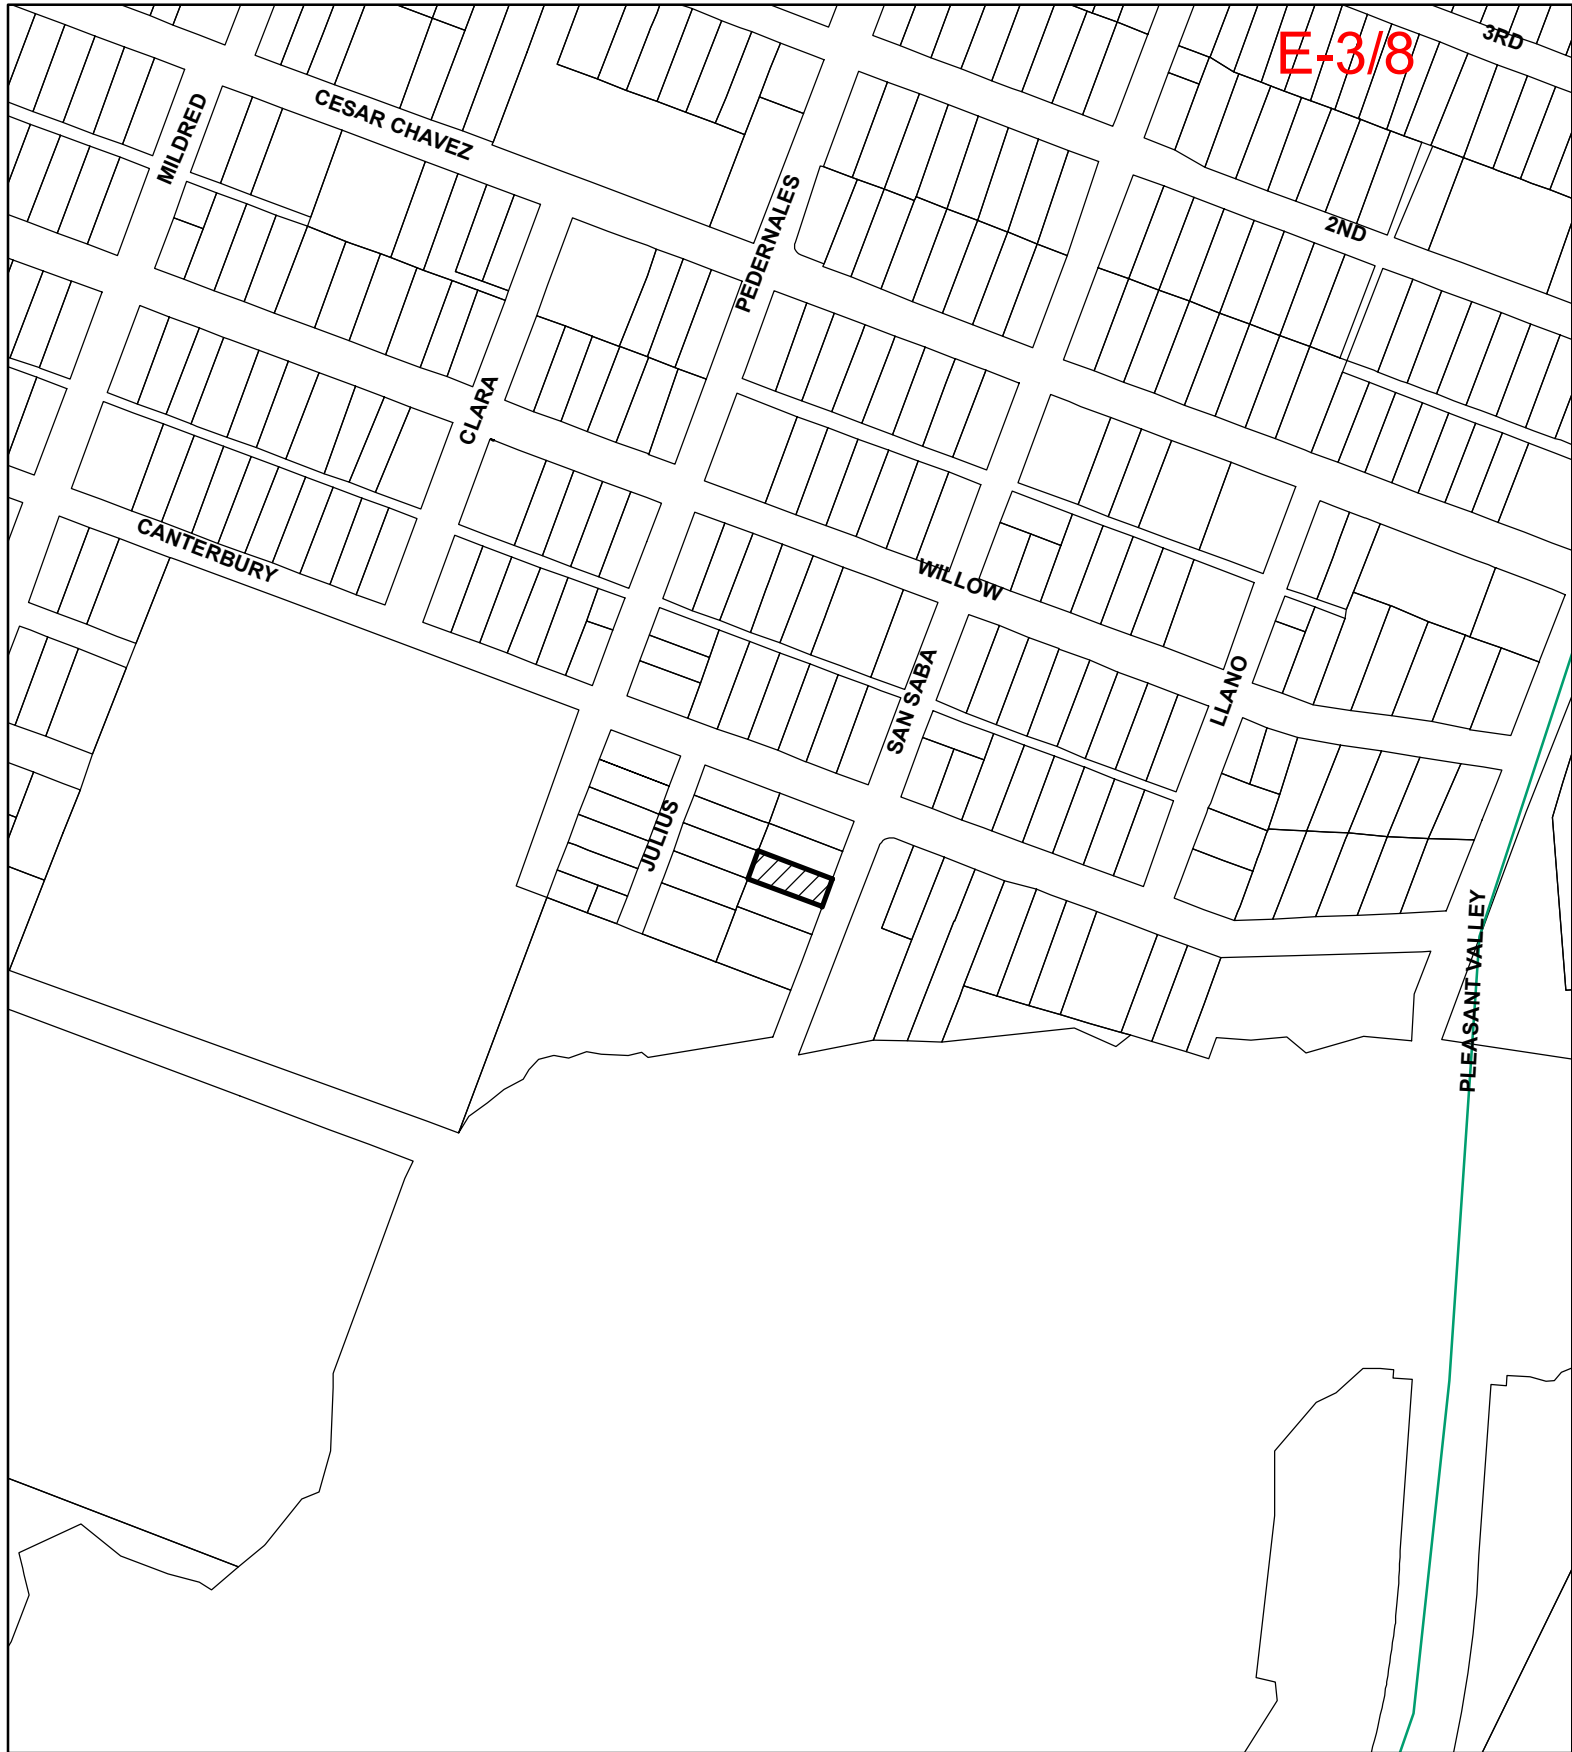 3RD
E-3/8
CESAR CHAVEZ
MILDRED
PEDERNALES
2ND
CLARA
CANTERBURY
WILLOW
SAN SABA
LLANO
JULIUS
PLEASANT VALLEY